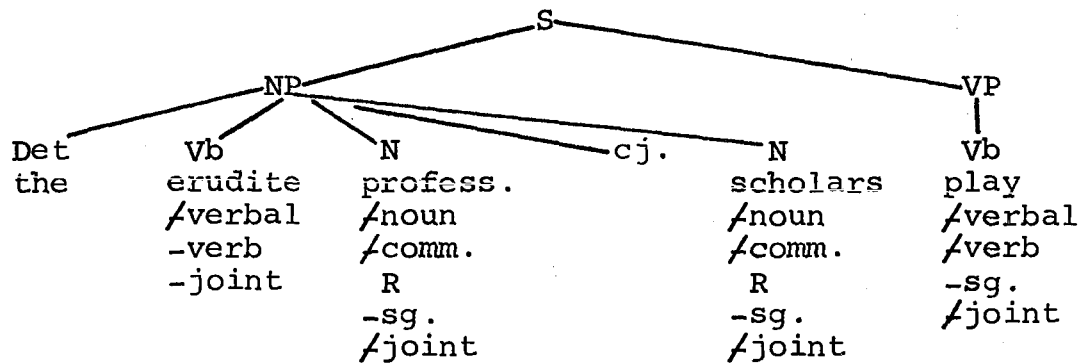 S
NP VP
Det Vb N cj. N Vb
the erudite profess. scholars play
+verbal +noun +noun +verbal
-verb +comm. +comm. +verb
-joint R R -sg.
-sg. -sg. +joint
+joint +joint